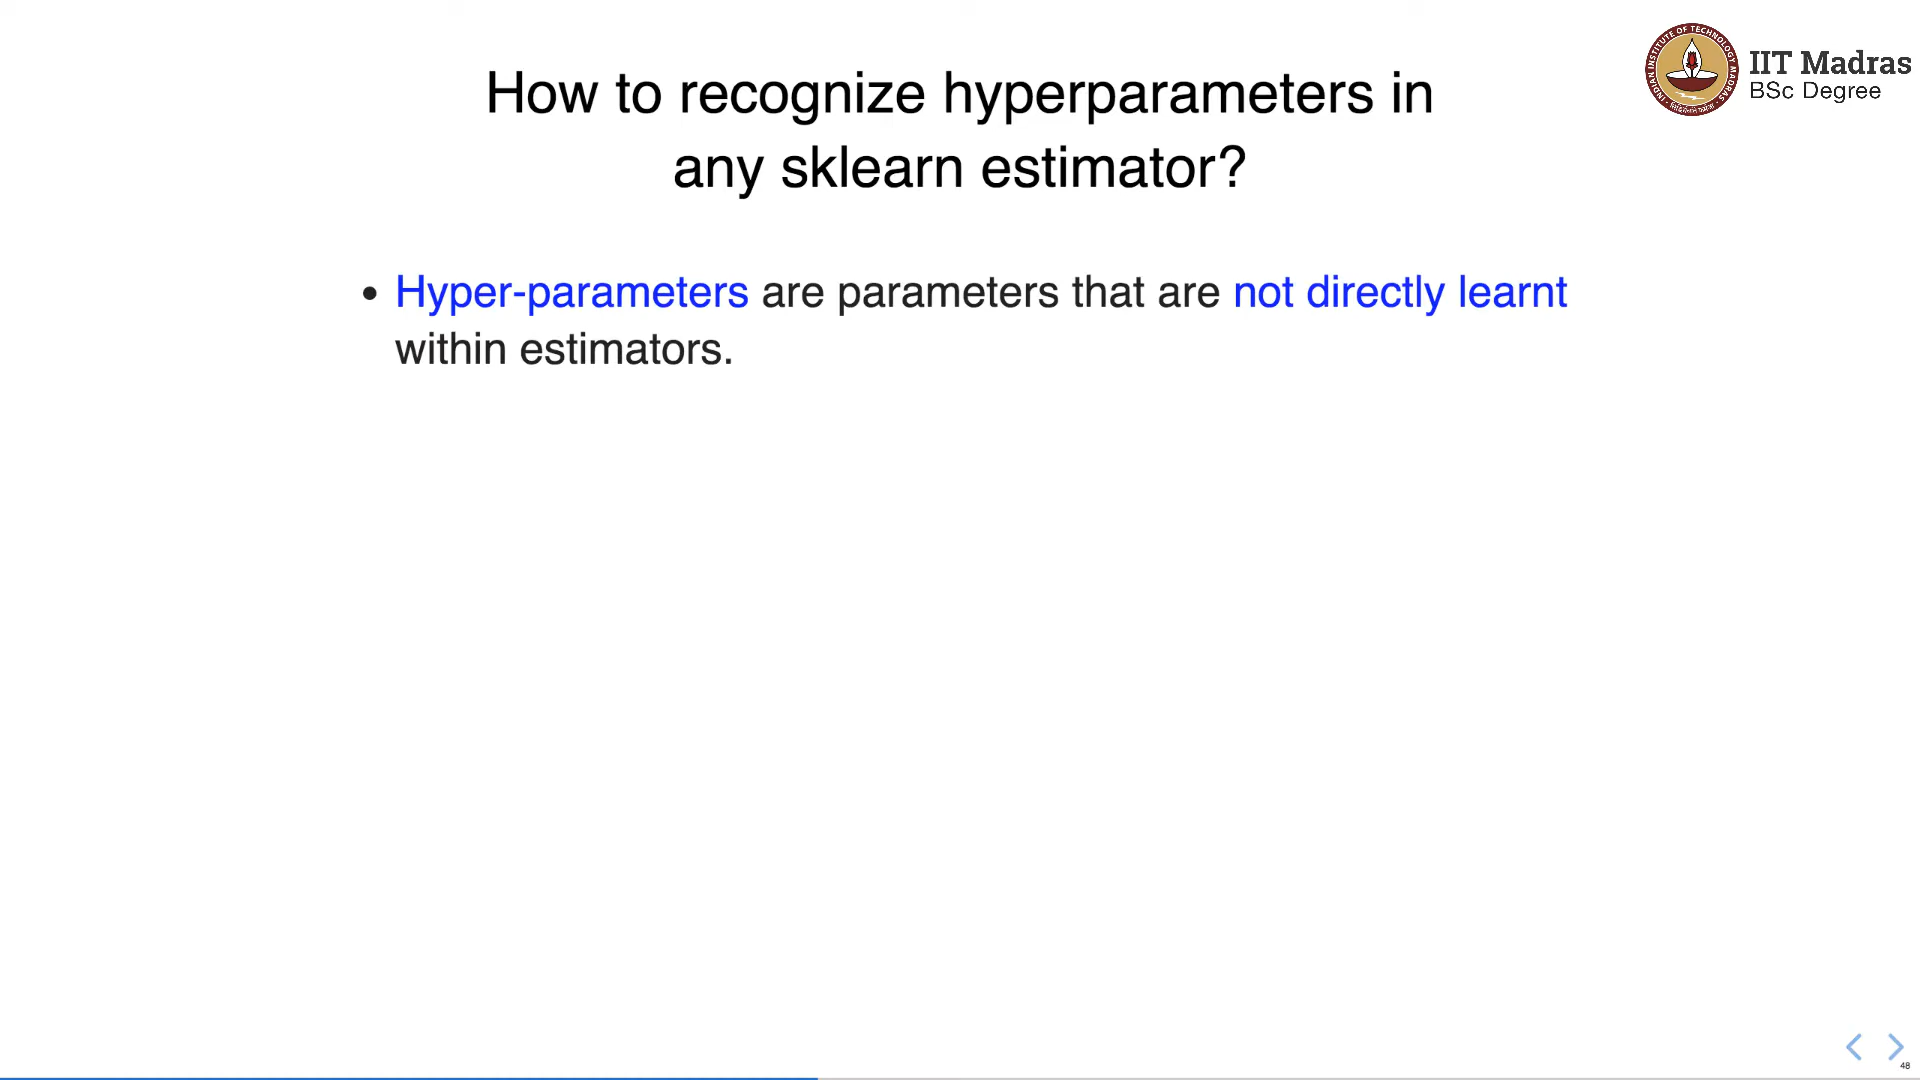 IIT Madras
BSc Degree
How to recognize hyperparameters in
any sklearn estimator?
• Hyper-parameters are parameters that are not directly learnt
within estimators.
48